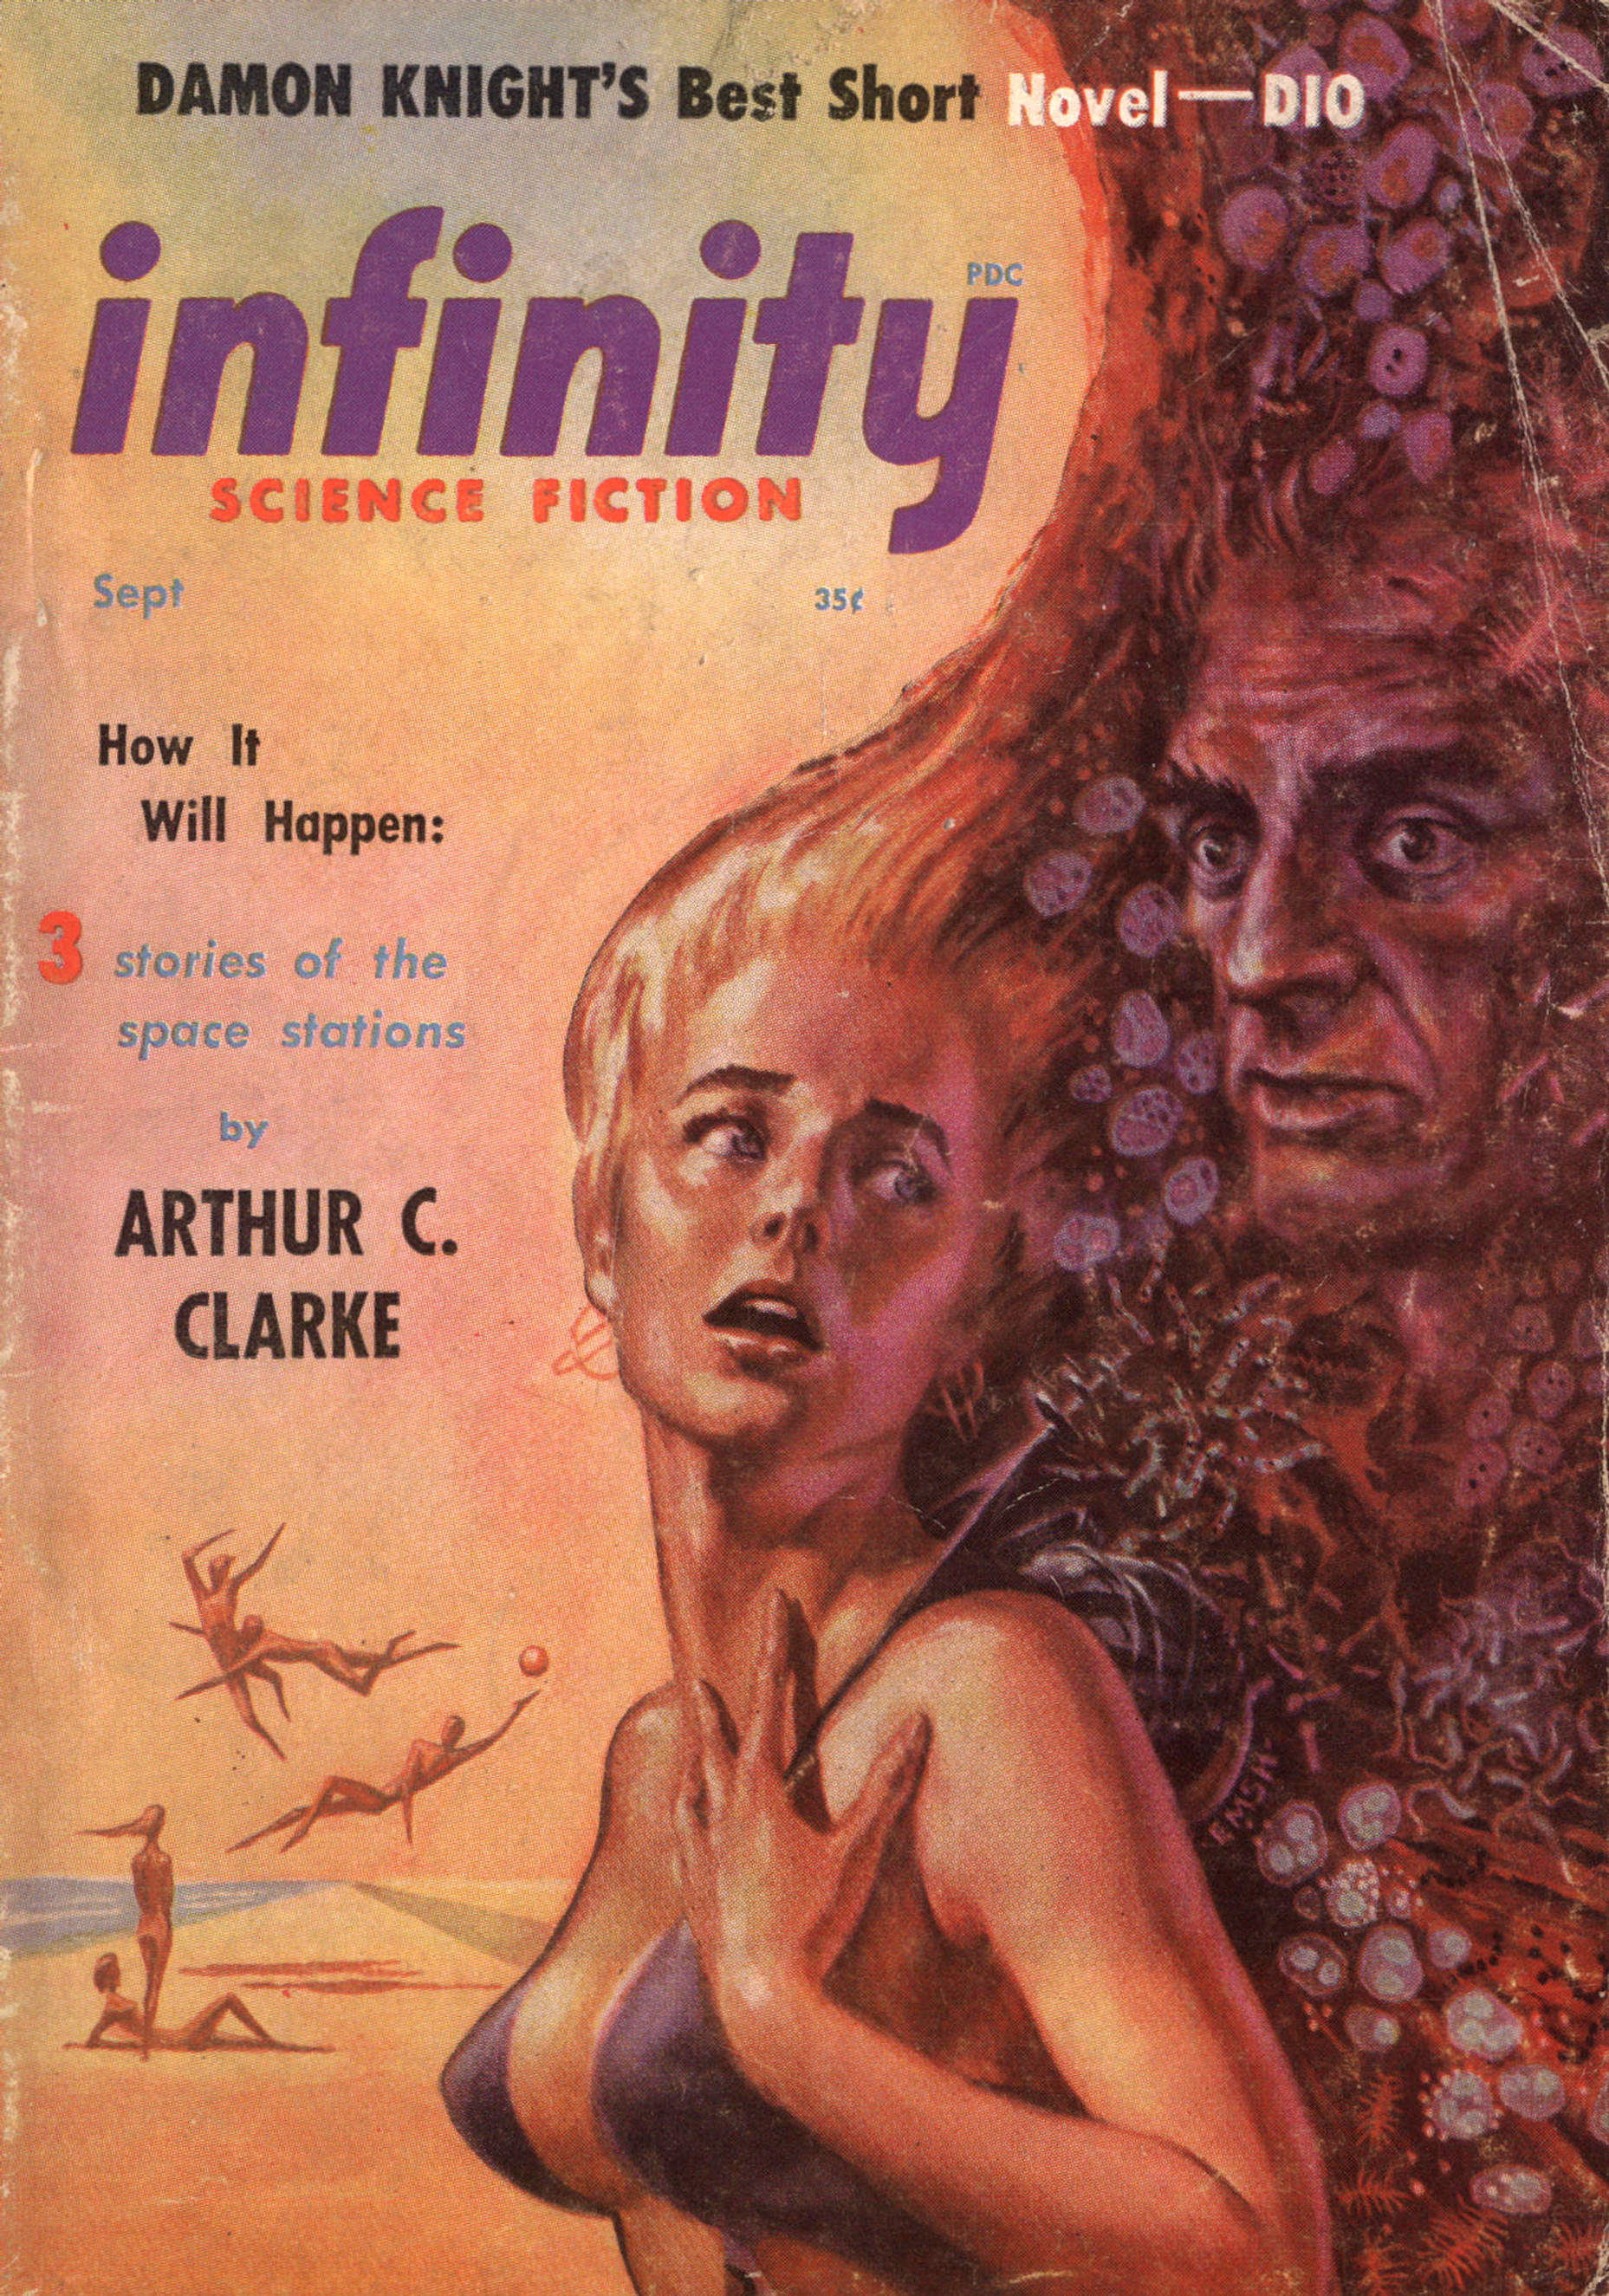 DAMON KNIGHT'S Best Short Novel—DIO
infinity
PDC
SCIENCE FICTION
Sept
35¢
How It
Will Happen:
3 stories of the
space stations
by
ARTHUR C.
CLARKE
EMSH